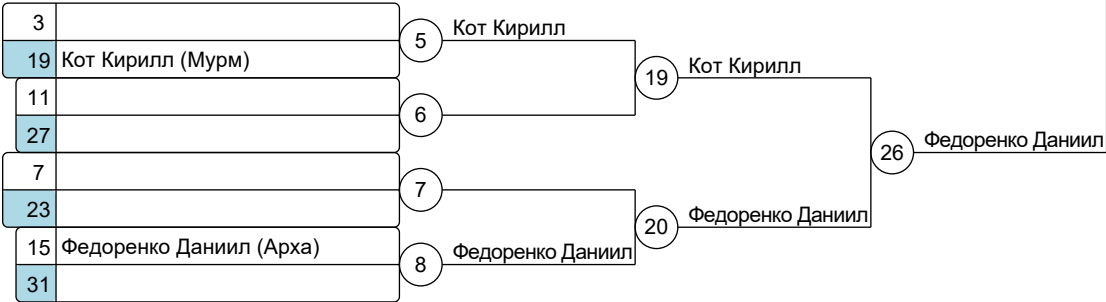 3
5 Кот Кирилл
19 Кот Кирилл (Мурм)
19 Кот Кирилл
11
6
27
26 Федоренко Даниил
7
7
23
20 Федоренко Даниил
15 Федоренко Даниил (Арха)
8 Федоренко Даниил
31